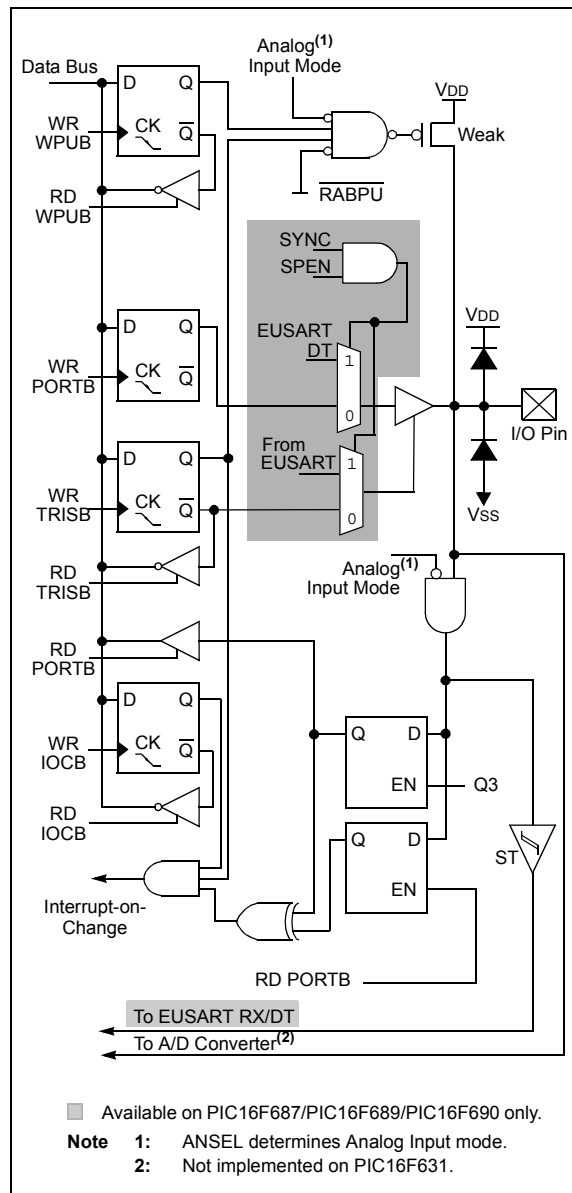 Analog(1)
Input Mode
Data Bus
D Q
VDD
WR
WPUB
CK
Q
Weak
RD
WPUB
RABPU
SYNC
SPEN
D Q
EUSART
DT
1
VDD
WR
PORTB
CK
Q
0
I/O Pin
From
EUSART
1
D Q
WR
TRISB
CK
Q
0
VSS
RD
TRISB
Analog(1)
Input Mode
RD
PORTB
D Q
WR
IOCB
CK
Q
Q D
EN
Q3
RD
IOCB
Q D
ST
EN
Interrupt-on-
Change
RD PORTB
To EUSART RX/DT
To A/D Converter(2)
Available on PIC16F687/PIC16F689/PIC16F690 only.
Note 1: ANSEL determines Analog Input mode.
2: Not implemented on PIC16F631.